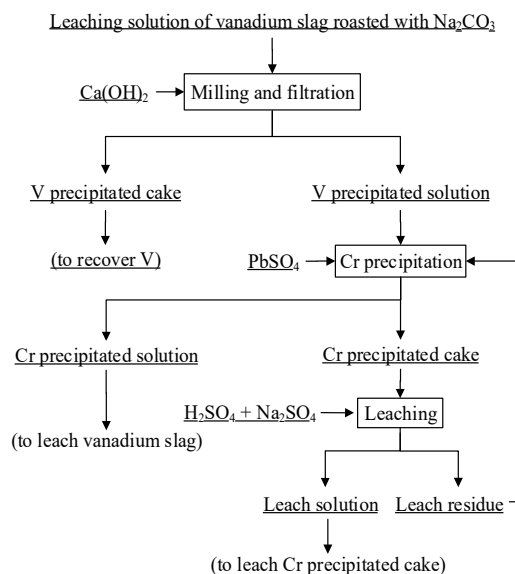 Leaching solution of vanadium slag roasted with Na₂CO₃
Ca(OH)₂
Milling and filtration
V precipitated cake
V precipitated solution
(to recover V)
PbSO₄
Cr precipitation
Cr precipitated solution
Cr precipitated cake
H₂SO₄ + Na₂SO₄
Leaching
(to leach vanadium slag)
Leach solution
Leach residue
(to leach Cr precipitated cake)